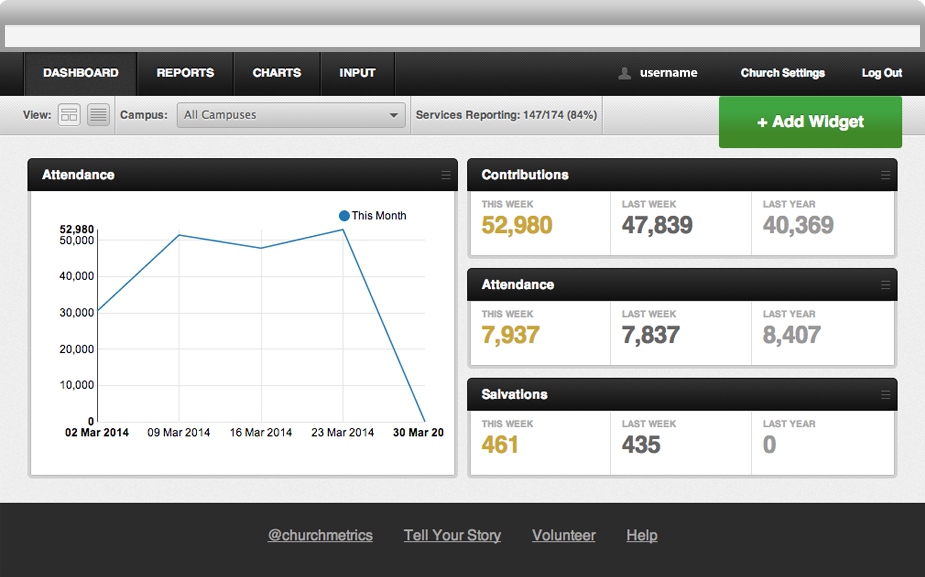 DASHBOARD REPORTS CHARTS INPUT username Church Settings Log Out
View: Campus: All Campuses Services Reporting: 147/174 (84%) + Add Widget
Attendance
This Month
52,980
50,000
40,000
30,000
20,000
10,000
0
02 Mar 2014 09 Mar 2014 16 Mar 2014 23 Mar 2014 30 Mar 20
Contributions
THIS WEEK LAST WEEK LAST YEAR
52,980 47,839 40,369
Attendance
THIS WEEK LAST WEEK LAST YEAR
7,937 7,837 8,407
Salvations
THIS WEEK LAST WEEK LAST YEAR
461 435 0
@churchmetrics Tell Your Story Volunteer Help